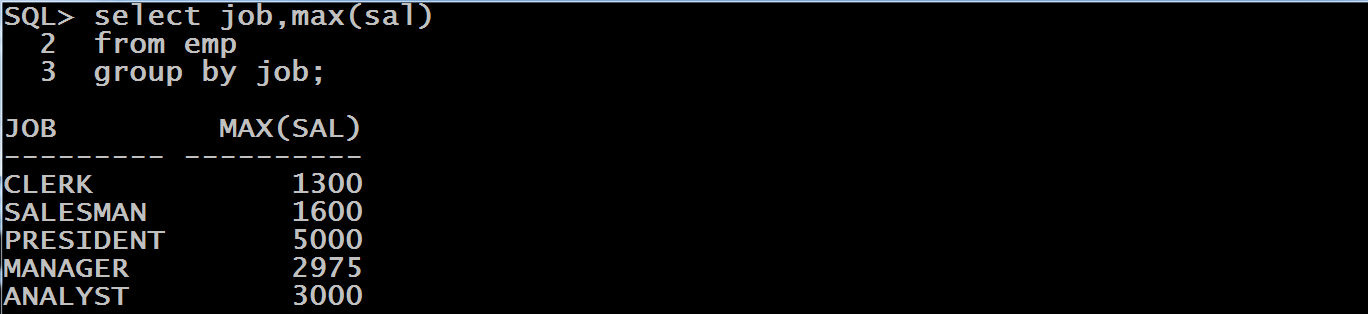 SQL> select job,max(sal)
  2  from emp
  3  group by job;
JOB         MAX(SAL)
--------- ----------
CLERK           1300
SALESMAN        1600
PRESIDENT       5000
MANAGER         2975
ANALYST         3000